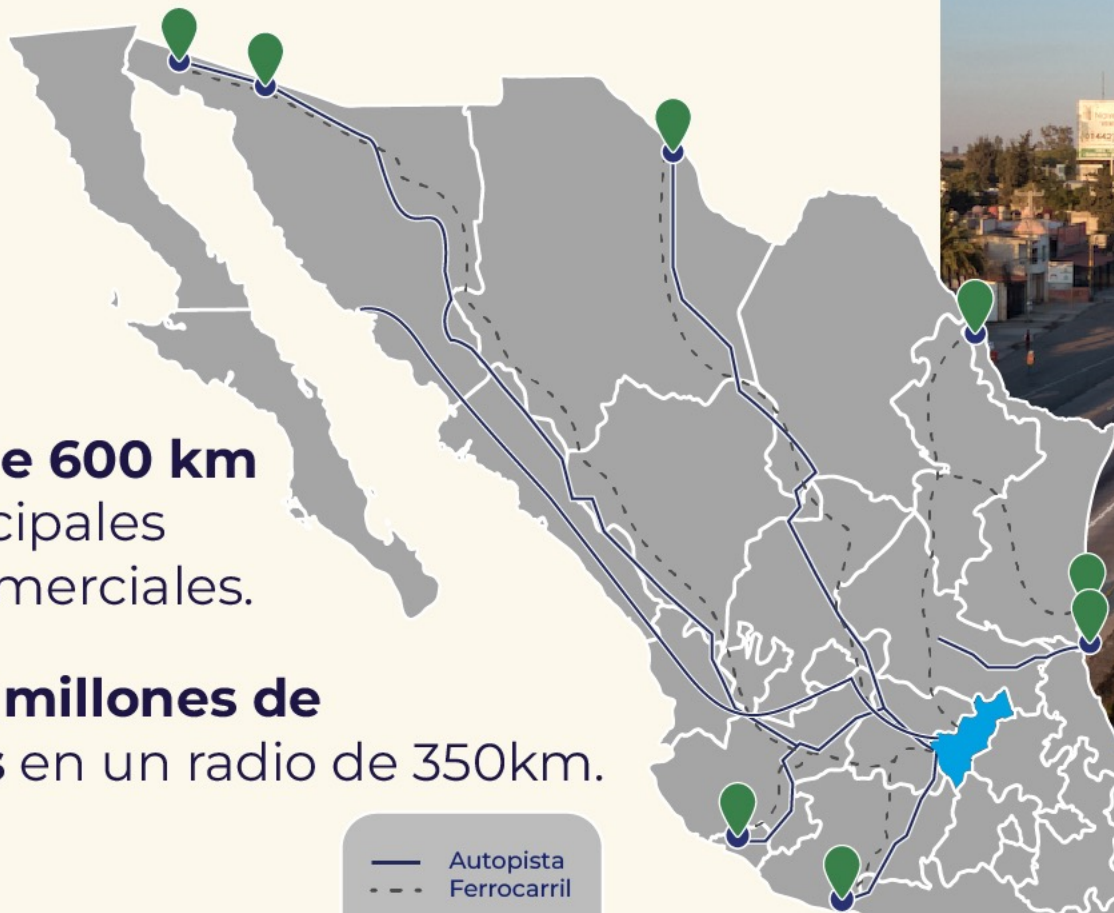 e 600 km
cipales
merciales.
millones de
s en un radio de 350km.
Autopista
Ferrocarril